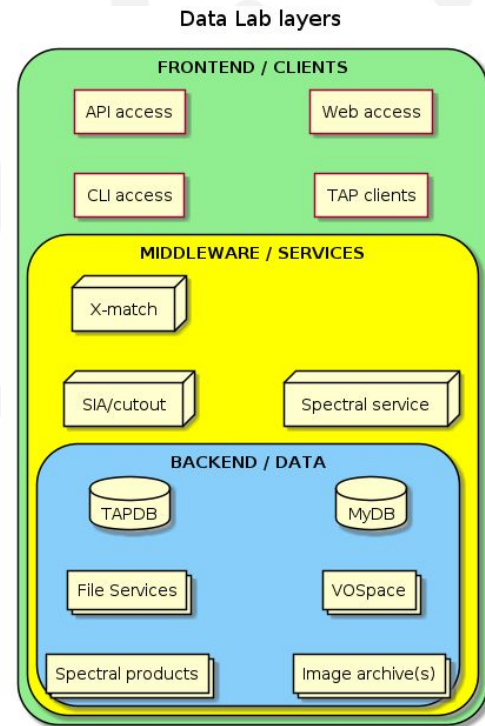 Data Lab layers
FRONTEND / CLIENTS
API access
Web access
CLI access
TAP clients
MIDDLEWARE / SERVICES
X-match
SIA/cutout
Spectral service
BACKEND / DATA
TAPDB
MyDB
File Services
VOSpace
Spectral products
Image archive(s)